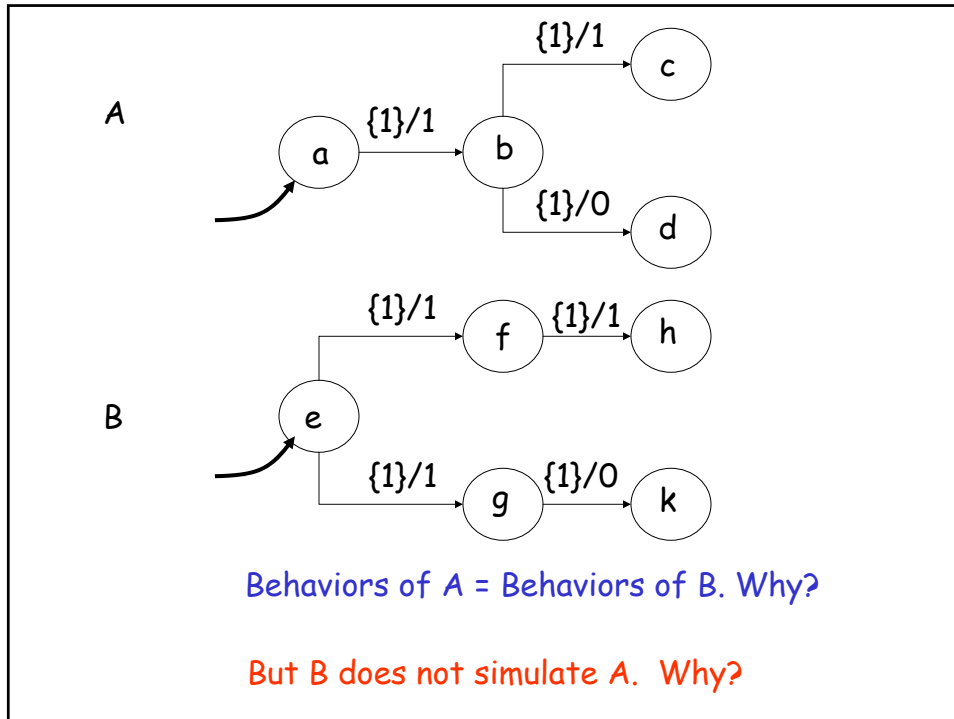 {1}/1
c
A
{1}/1
a
b
{1}/0
d
{1}/1
{1}/1
f
h
B
e
{1}/1
{1}/0
g
k
Behaviors of A = Behaviors of B. Why?
But B does not simulate A. Why?